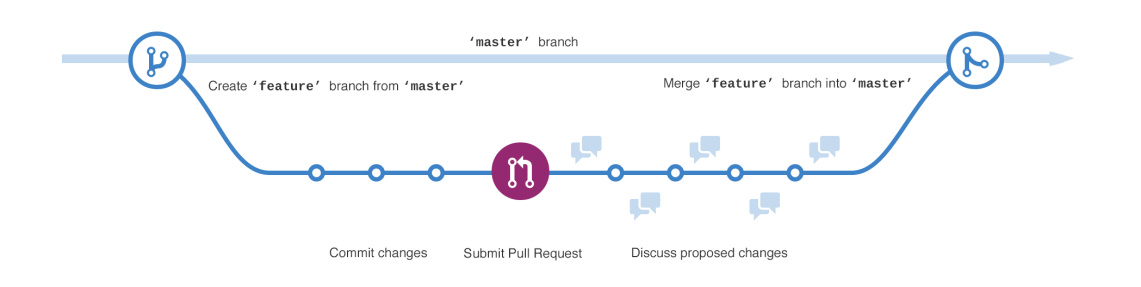 ‘master’ branch
Create ‘feature’ branch from ‘master’
Merge ‘feature’ branch into ‘master’
Commit changes
Submit Pull Request
Discuss proposed changes